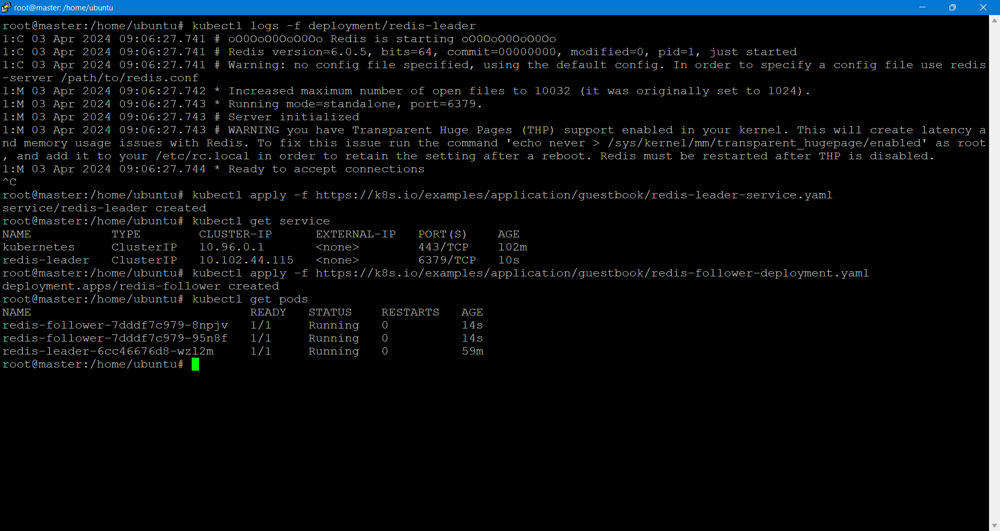 root@master: /home/ubuntu
root@master:/home/ubuntu# kubectl logs -f deployment/redis-leader
1:C 03 Apr 2024 09:06:27.741 # oO0OoO0OoO0Oo Redis is starting oO0OoO0OoO0Oo
1:C 03 Apr 2024 09:06:27.741 # Redis version=6.0.5, bits=64, commit=00000000, modified=0, pid=1, just started
1:C 03 Apr 2024 09:06:27.741 # Warning: no config file specified, using the default config. In order to specify a config file use redis
-server /path/to/redis.conf
1:M 03 Apr 2024 09:06:27.742 * Increased maximum number of open files to 10032 (it was originally set to 1024).
1:M 03 Apr 2024 09:06:27.743 * Running mode=standalone, port=6379.
1:M 03 Apr 2024 09:06:27.743 # Server initialized
1:M 03 Apr 2024 09:06:27.743 # WARNING you have Transparent Huge Pages (THP) support enabled in your kernel. This will create latency a
nd memory usage issues with Redis. To fix this issue run the command 'echo never > /sys/kernel/mm/transparent_hugepage/enabled' as root
, and add it to your /etc/rc.local in order to retain the setting after a reboot. Redis must be restarted after THP is disabled.
1:M 03 Apr 2024 09:06:27.744 * Ready to accept connections
^C
root@master:/home/ubuntu# kubectl apply -f https://k8s.io/examples/application/guestbook/redis-leader-service.yaml
service/redis-leader created
root@master:/home/ubuntu# kubectl get service
NAME           TYPE        CLUSTER-IP      EXTERNAL-IP   PORT(S)    AGE
kubernetes     ClusterIP   10.96.0.1       <none>        443/TCP    102m
redis-leader   ClusterIP   10.102.44.115   <none>        6379/TCP   10s
root@master:/home/ubuntu# kubectl apply -f https://k8s.io/examples/application/guestbook/redis-follower-deployment.yaml
deployment.apps/redis-follower created
root@master:/home/ubuntu# kubectl get pods
NAME                              READY   STATUS    RESTARTS   AGE
redis-follower-7dddf7c979-8npjv   1/1     Running   0          14s
redis-follower-7dddf7c979-95n8f   1/1     Running   0          14s
redis-leader-6cc46676d8-wzl2m     1/1     Running   0          59m
root@master:/home/ubuntu#